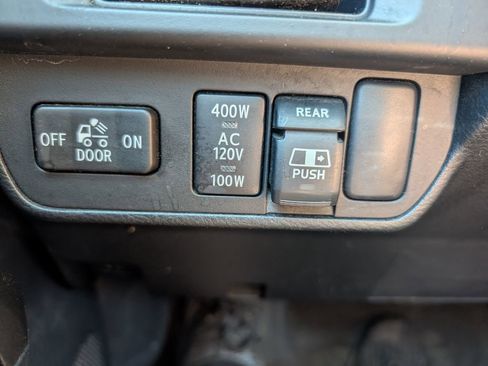 OFF ON
DOOR
400W
AC
120V
100W
REAR
PUSH